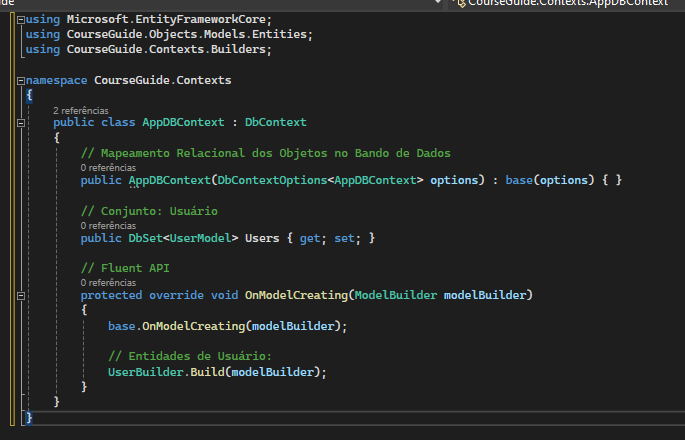 de
CourseGuide.Contexts.AppDBContext
using Microsoft.EntityFrameworkCore;
using CourseGuide.Objects.Models.Entities;
using CourseGuide.Contexts.Builders;
namespace CourseGuide.Contexts
{
2 referências
public class AppDBContext : DbContext
{
// Mapeamento Relacional dos Objetos no Bando de Dados
0 referências
public AppDBContext(DbContextOptions<AppDBContext> options) : base(options) { }
// Conjunto: Usuário
0 referências
public DbSet<UserModel> Users { get; set; }
// Fluent API
0 referências
protected override void OnModelCreating(ModelBuilder modelBuilder)
{
base.OnModelCreating(modelBuilder);
// Entidades de Usuário:
UserBuilder.Build(modelBuilder);
}
}
}